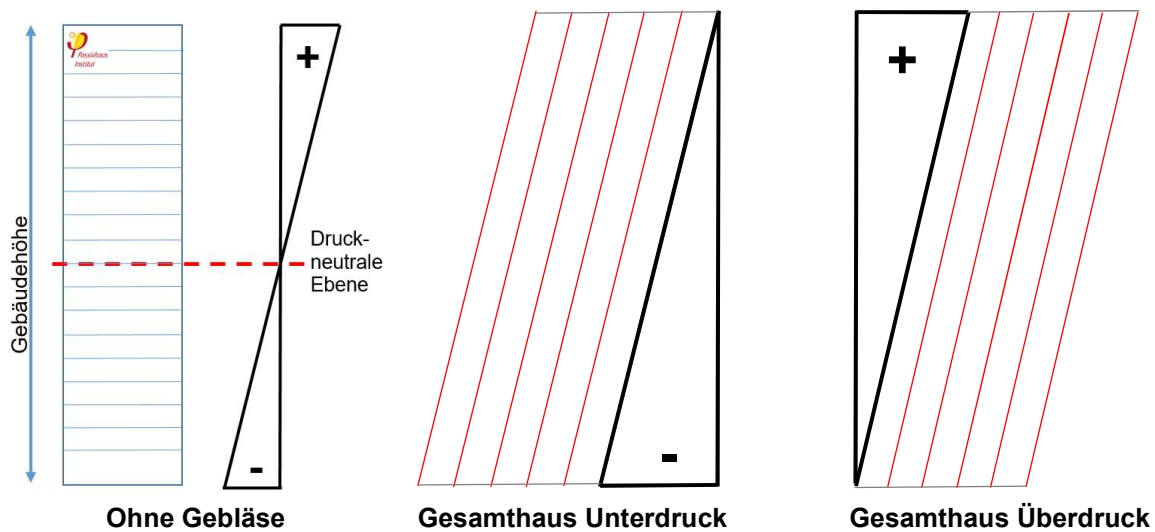 Passivhaus
Institut
+
Druck-
neutrale
Ebene
Gebäudehöhe
-
Ohne Gebläse
-
Gesamthaus Unterdruck
+
Gesamthaus Überdruck